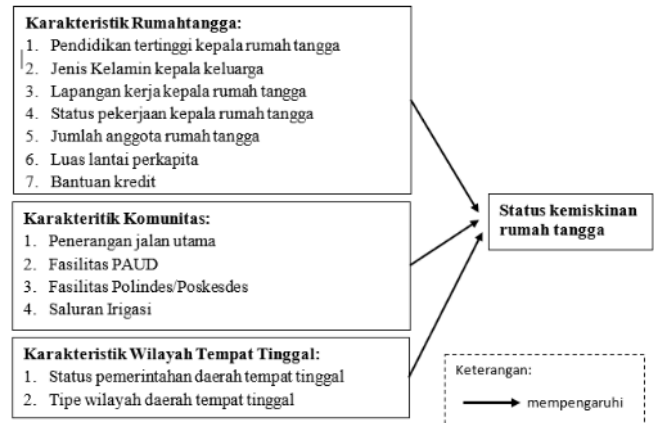 Karakteristik Rumahtangga:
1. Pendidikan tertinggi kepala rumah tangga
2. Jenis Kelamin kepala keluarga
3. Lapangan kerja kepala rumah tangga
4. Status pekerjaan kepala rumah tangga
5. Jumlah anggota rumah tangga
6. Luas lantai perkapita
7. Bantuan kredit
Karakteritik Komunitas:
1. Penerangan jalan utama
2. Fasilitas PAUD
3. Fasilitas Polindes/Poskesdes
4. Saluran Irigasi
Karakteristik Wilayah Tempat Tinggal:
1. Status pemerintahan daerah tempat tinggal
2. Tipe wilayah daerah tempat tinggal
Status kemiskinan
rumah tangga
Keterangan:
mempengaruhi